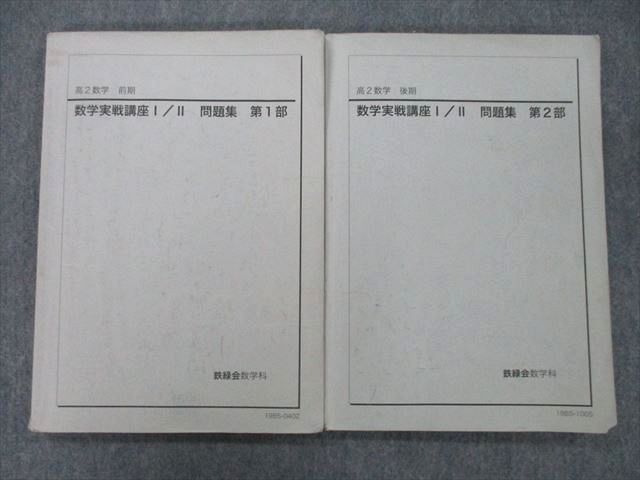 高2数学 前期
数学実戦講座Ⅰ／Ⅱ 問題集 第1部
鉄緑会数学科
1985-0402
高2数学 後期
数学実戦講座Ⅰ／Ⅱ 問題集 第2部
鉄緑会数学科
1985-1005